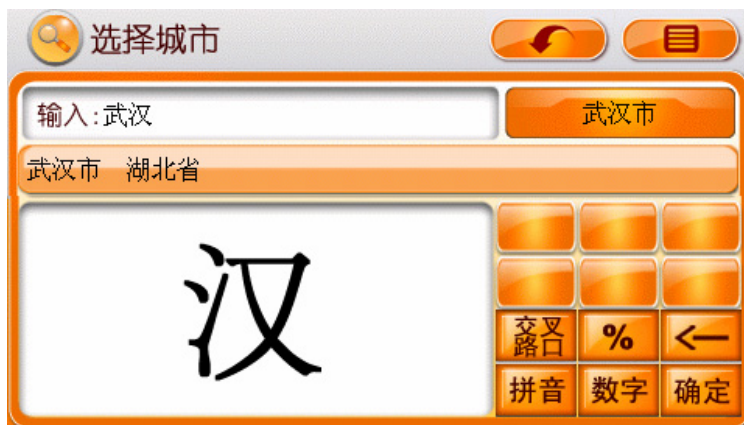 选择城市
输入:武汉
武汉市
武汉市 湖北省
汉
交叉路口 % ←
拼音 数字 确定